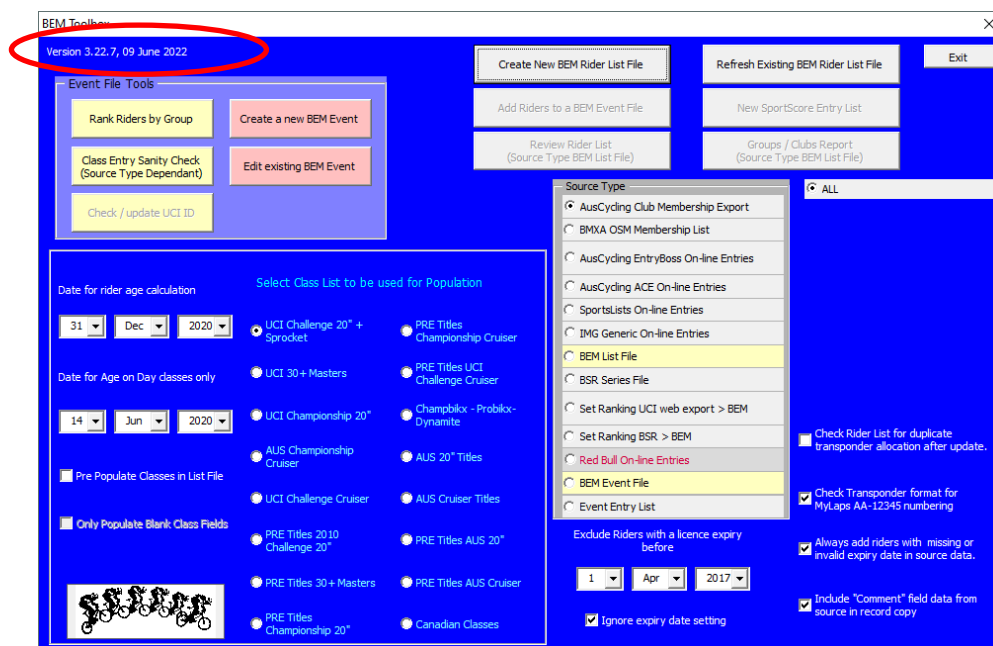 BEM Toolbox
Version 3.22.7, 09 June 2022
Create New BEM Rider List File
Refresh Existing BEM Rider List File
Exit
Event File Tools
Rank Riders by Group
Create a new BEM Event
Add Riders to a BEM Event File
New SportScore Entry List
Class Entry Sanity Check
(Source Type Dependant)
Edit existing BEM Event
Review Rider List
(Source Type BEM List File)
Groups / Clubs Report
(Source Type BEM List File)
Check / update UCI ID
Source Type
ALL
AusCycling Club Membership Export
BMXA OSM Membership List
AusCycling EntryBoss On-line Entries
AusCycling ACE On-line Entries
SportsLists On-line Entries
IMG Generic On-line Entries
BEM List File
BSR Series File
Set Ranking UCI web export > BEM
Set Ranking BSR > BEM
Red Bull On-line Entries
BEM Event File
Event Entry List
Date for rider age calculation
31 Dec 2020
Date for Age on Day classes only
14 Jun 2020
Pre Populate Classes in List File
Only Populate Blank Class Fields
Select Class List to be used for Population
UCI Challenge 20" +
Sprocket
UCI 30+ Masters
UCI Championship 20"
AUS Championship
Cruiser
UCI Challenge Cruiser
PRE Titles 2010
Challenge 20"
PRE Titles 30+ Masters
PRE Titles
Championship 20"
PRE Titles
Championship Cruiser
PRE Titles UCI
Challenge Cruiser
Champbikx - Probikx-
Dynamite
AUS 20" Titles
AUS Cruiser Titles
PRE Titles AUS 20"
PRE Titles AUS Cruiser
Canadian Classes
Exclude Riders with a licence expiry
before
1 Apr 2017
Ignore expiry date setting
Check Rider List for duplicate
transponder allocation after update.
Check Transponder format for
MyLaps AA-12345 numbering
Always add riders with missing or
invalid expiry date in source data.
Include "Comment" field data from
source in record copy